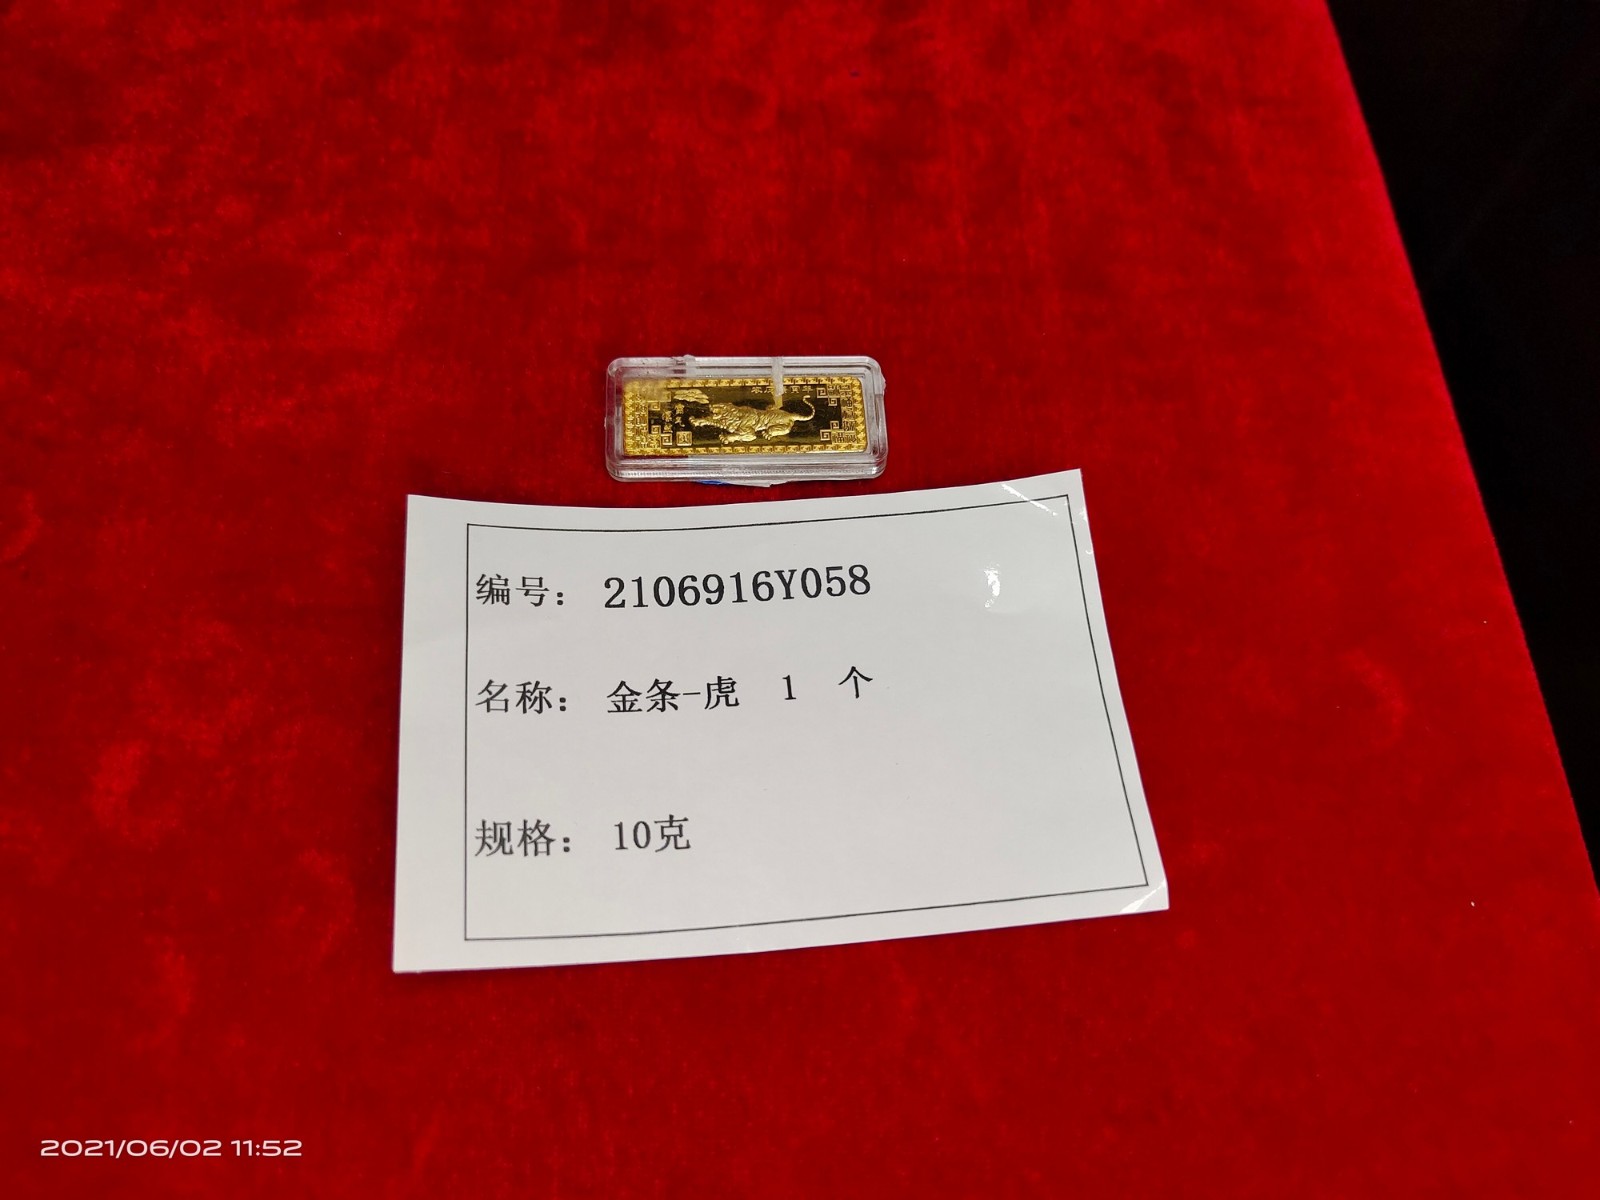 编号： 2106916Y058
名称： 金条-虎 1 个
规格： 10克
2021/06/02 11:52